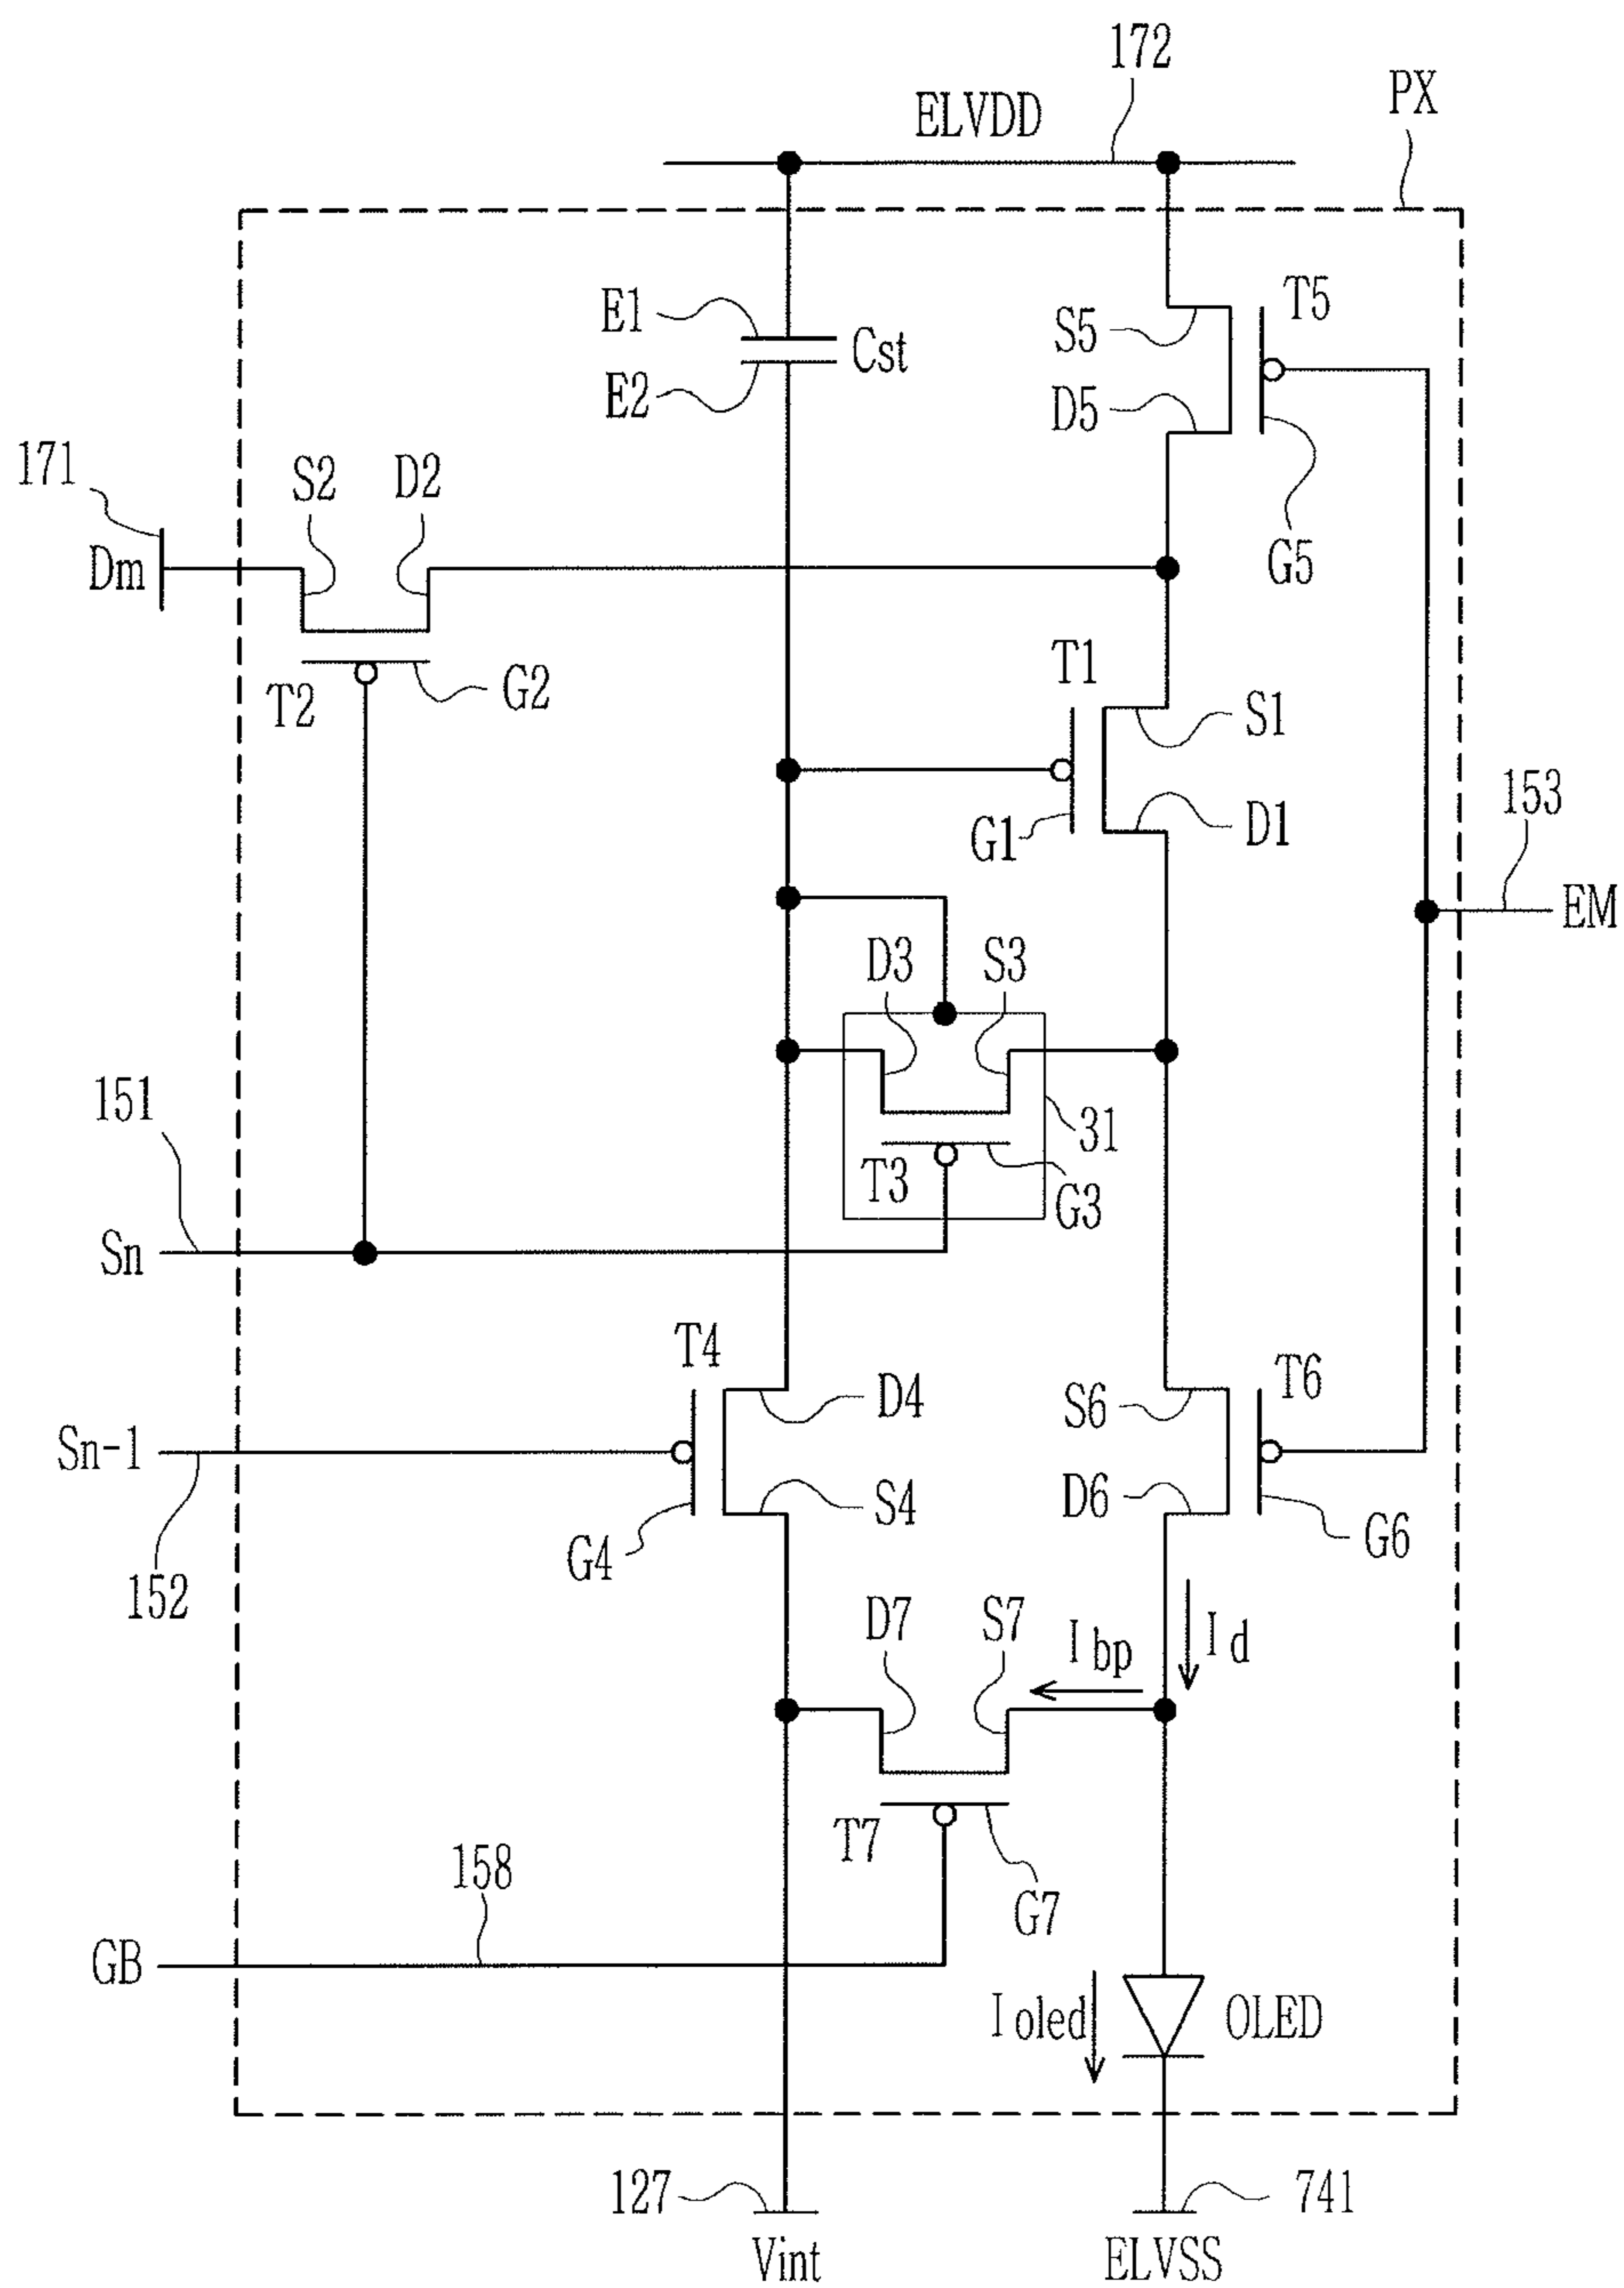 172
ELVDD
PX
E1
Cst
E2
T5
S5
D5
G5
171
S2
D2
Dm
T2
G2
T1
S1
G1
D1
153
EM
D3
S3
151
31
T3
G3
Sn
T4
D4
S6
T6
Sn-1
S4
D6
G4
G6
152
D7
S7
I bp
I d
T7
158
G7
GB
I oled
OLED
127
741
Vint
ELVSS